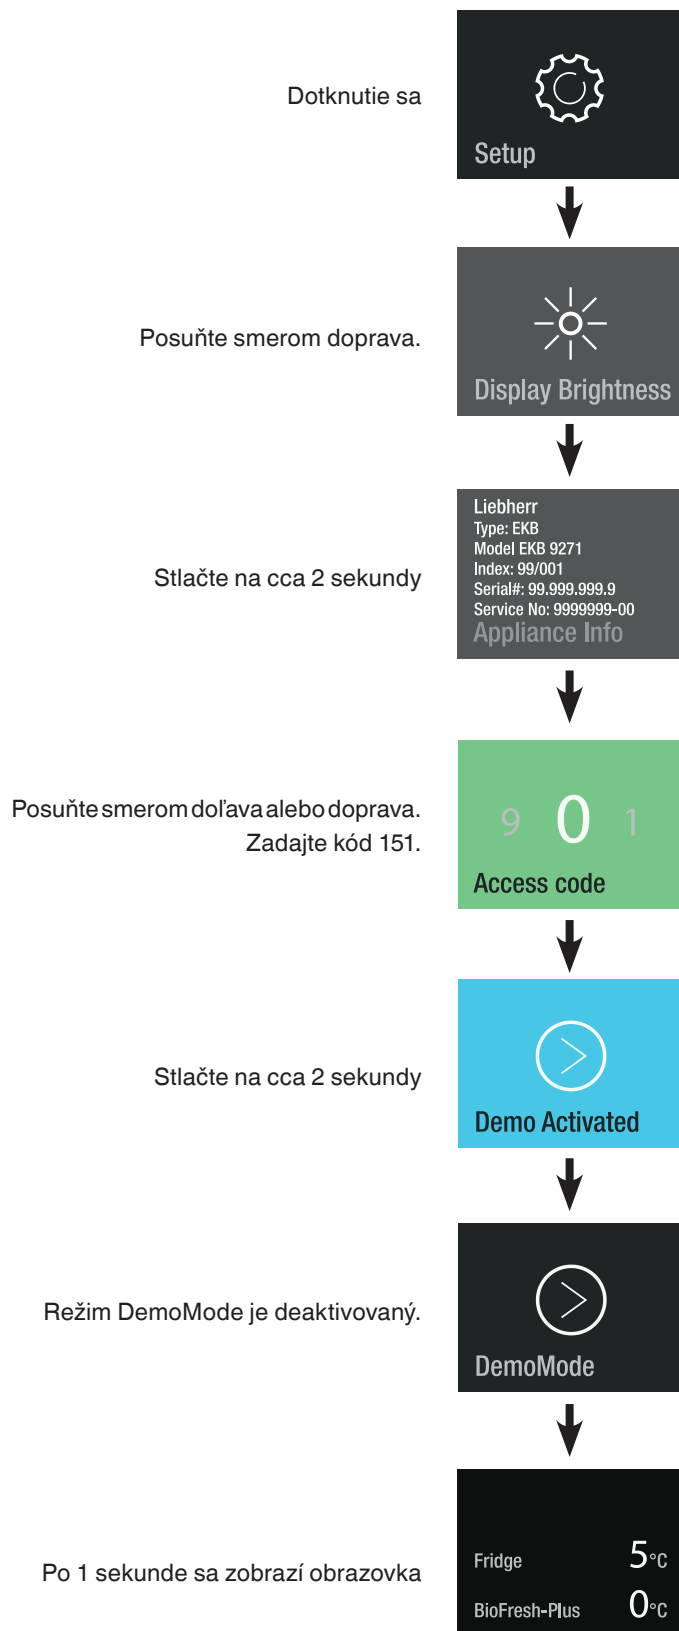 Dotknutie sa
Setup
Posuňte smerom doprava.
Display Brightness
Stlačte na cca 2 sekundy
Liebherr
Type: EKB
Model EKB 9271
Index: 99/001
Serial#: 99.999.999.9
Service No: 9999999-00
Appliance Info
Posuňte smerom doľava alebo doprava.
Zadajte kód 151.
9 0 1
Access code
Stlačte na cca 2 sekundy
Demo Activated
Režim DemoMode je deaktivovaný.
DemoMode
Po 1 sekunde sa zobrazí obrazovka
Fridge 5°C
BioFresh-Plus 0°C